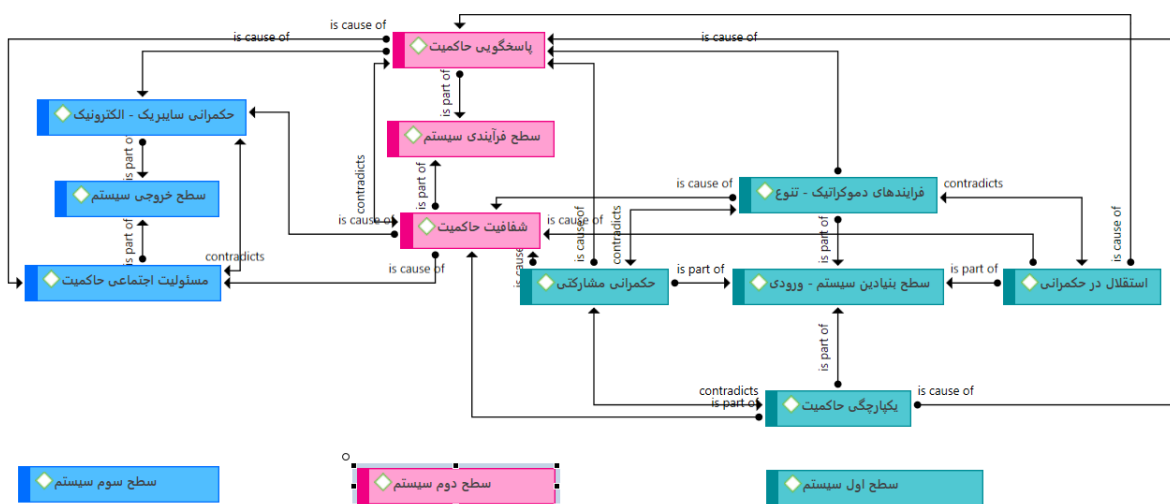 is cause of
پاسخگویی حاکمیت
is cause of
is cause of
حکمرانی سایبریک - الکترونیک
is part of
سطح فرآیندی سیستم
is part of
contradicts
is part of
سطح خروجی سیستم
is cause of
فرایندهای دموکراتیک - تنوع
contradicts
is cause of
شفافیت حاکمیت
is cause of
is cause of
contradicts
is part of
is cause of
is part of
contradicts
مسئولیت اجتماعی حاکمیت
is cause of
حکمرانی مشارکتی
is part of
سطح بنیادین سیستم - ورودی
is part of
استقلال در حکمرانی
is part of
contradicts
is part of
یکپارچگی حاکمیت
is cause of
سطح سوم سیستم
سطح دوم سیستم
سطح اول سیستم